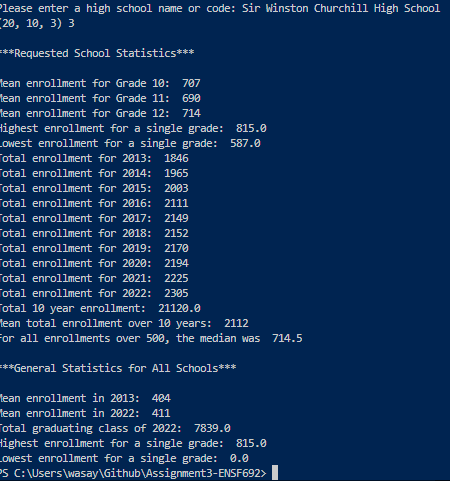 Please enter a high school name or code: Sir Winston Churchill High School
(20, 10, 3) 3
***Requested School Statistics***
Mean enrollment for Grade 10:  707
Mean enrollment for Grade 11:  690
Mean enrollment for Grade 12:  714
Highest enrollment for a single grade:  815.0
Lowest enrollment for a single grade:  587.0
Total enrollment for 2013:  1846
Total enrollment for 2014:  1965
Total enrollment for 2015:  2003
Total enrollment for 2016:  2111
Total enrollment for 2017:  2149
Total enrollment for 2018:  2152
Total enrollment for 2019:  2170
Total enrollment for 2020:  2194
Total enrollment for 2021:  2225
Total enrollment for 2022:  2305
Total 10 year enrollment:  21120.0
Mean total enrollment over 10 years:  2112
For all enrollments over 500, the median was  714.5
***General Statistics for All Schools***
Mean enrollment in 2013:  404
Mean enrollment in 2022:  411
Total graduating class of 2022:  7839.0
Highest enrollment for a single grade:  815.0
Lowest enrollment for a single grade:  0.0
PS C:\Users\wasay\Github\Assignment3-ENSF692>